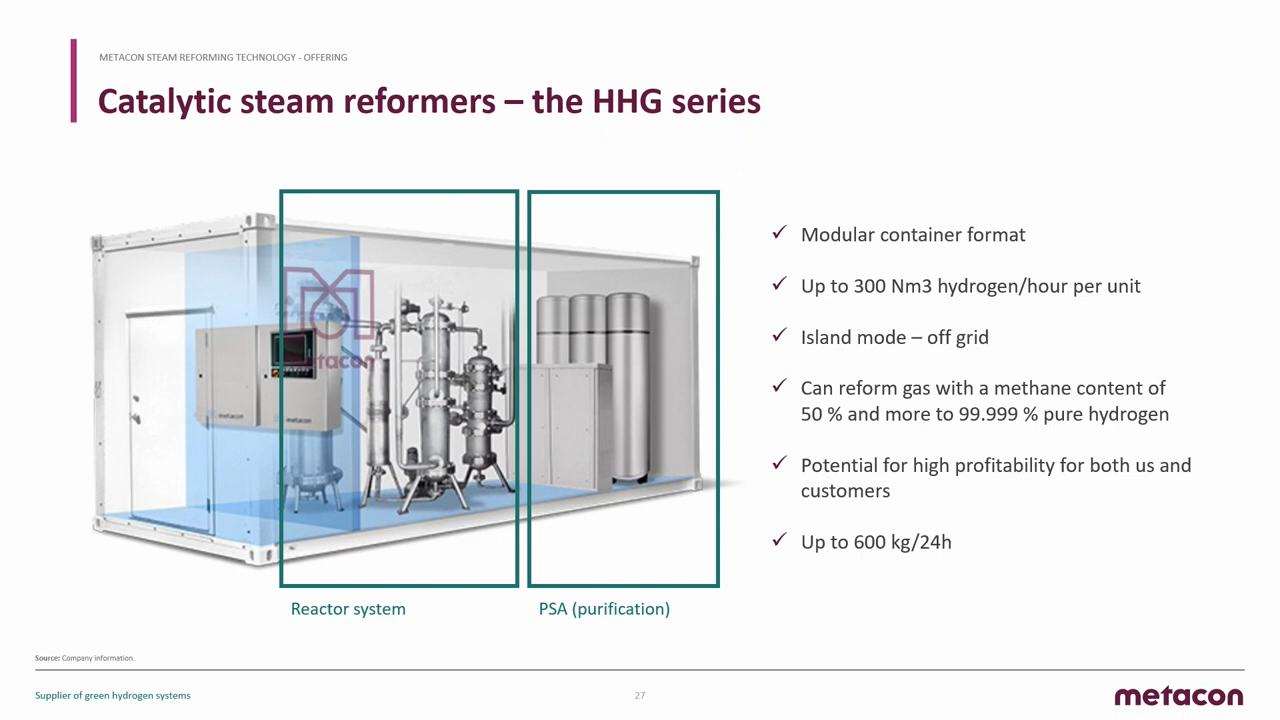 METACON STEAM REFORMING TECHNOLOGY - OFFERING
Catalytic steam reformers – the HHG series
metacon
metacon
Modular container format
Up to 300 Nm3 hydrogen/hour per unit
Island mode – off grid
Can reform gas with a methane content of
50 % and more to 99.999 % pure hydrogen
Potential for high profitability for both us and
customers
Up to 600 kg/24h
Reactor system
PSA (purification)
Source: Company information.
Supplier of green hydrogen systems
27
metacon